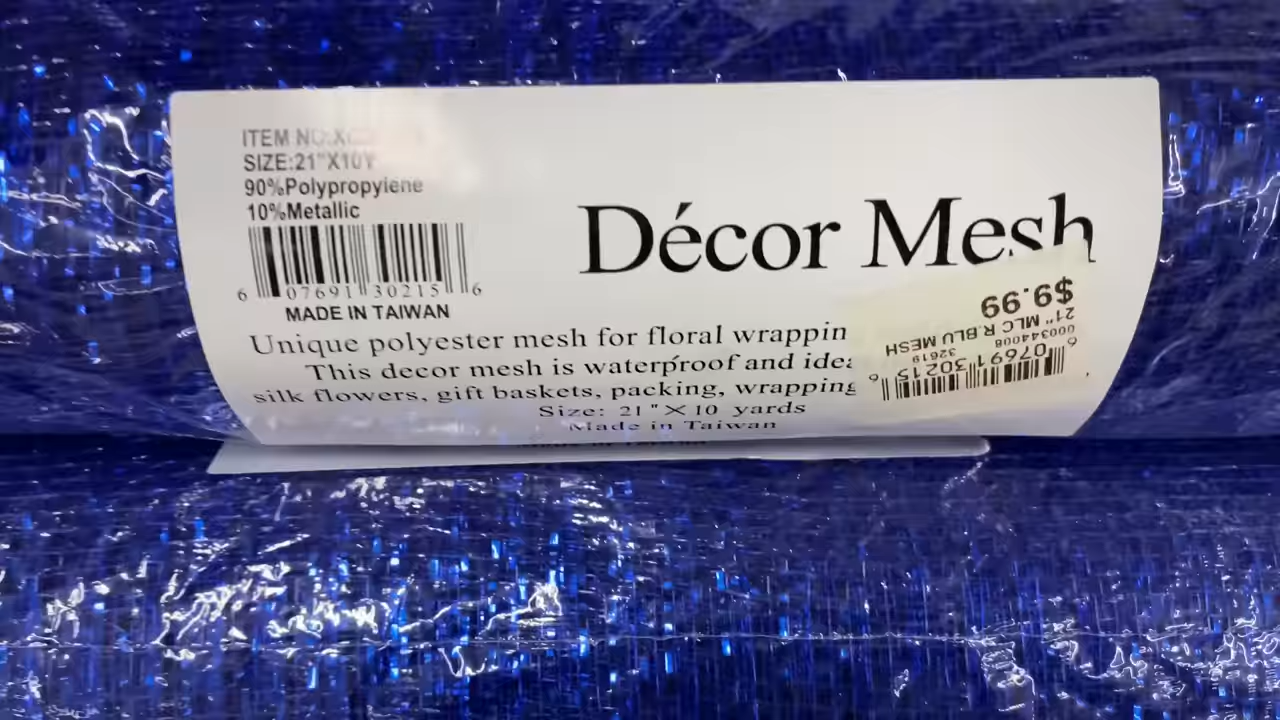 ITEM NO:
SIZE:21"X10Y
90%Polypropylene
10%Metallic
6 07691 30215 6
MADE IN TAIWAN
Décor Mesh
Unique polyester mesh for floral wrappin
This decor mesh is waterproof and idea
silk flowers, gift baskets, packing, wrapping
Size: 21"X10 yards
Made in Taiwan
$9.99
21" MLC R.BLU MESH
000344008
32619
6 07691 30215 6